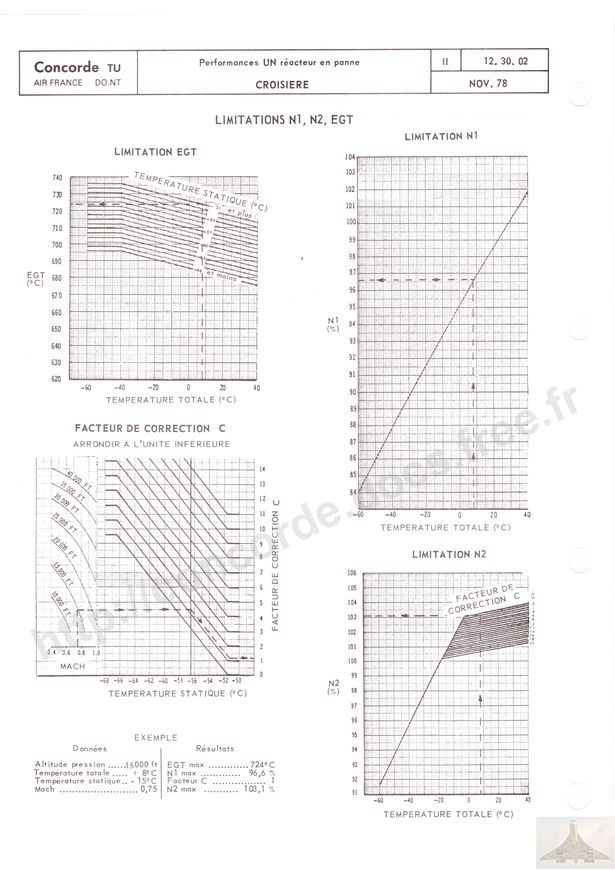 Concorde TU
AIR FRANCE DO.NT
Performances UN réacteur en panne
CROISIERE
II
12. 30. 02
NOV. 78
LIMITATIONS N1, N2, EGT
LIMITATION EGT
740
730
720
710
700
690
680
670
660
650
640
630
620
EGT
(°C)
TEMPERATURE STATIQUE (°C)
et plus
et moins
-60 -40 -20 0 20 40
TEMPERATURE TOTALE (°C)
LIMITATION N1
104
103
102
101
100
99
98
97
96
95
94
93
92
91
90
89
88
87
86
85
84
N1
(%)
-60 -40 -20 0 20 40
TEMPERATURE TOTALE (°C)
FACTEUR DE CORRECTION C
ARRONDIR A L'UNITE INFERIEURE
40 000 FT
35 000 FT
30 000 FT
25 000 FT
20 000 FT
15 000 FT
10 000 FT
0.4 0.6 0.8 1.0
MACH
14
13
12
11
10
9
8
7
6
5
4
3
2
1
0
FACTEUR DE CORRECTION C
-68 -66 -64 -62 -60 -58 -56 -54 -52 -50
TEMPERATURE STATIQUE (°C)
LIMITATION N2
106
105
104
103
102
101
100
99
98
97
96
95
94
93
92
91
N2
(%)
FACTEUR DE
CORRECTION C
-60 -40 -20 0 20 40
TEMPERATURE TOTALE (°C)
EXEMPLE
Données
Altitude pression ......15000 ft
Température totale .... + 8°C
Température statique.. - 15°C
Mach ...................... 0,75
Résultats
EGT max .............. 724°C
N1 max ............ 96,6 %
Facteur C ............ 1
N2 max ............ 103,1 %
http://concorde.docs.free.fr